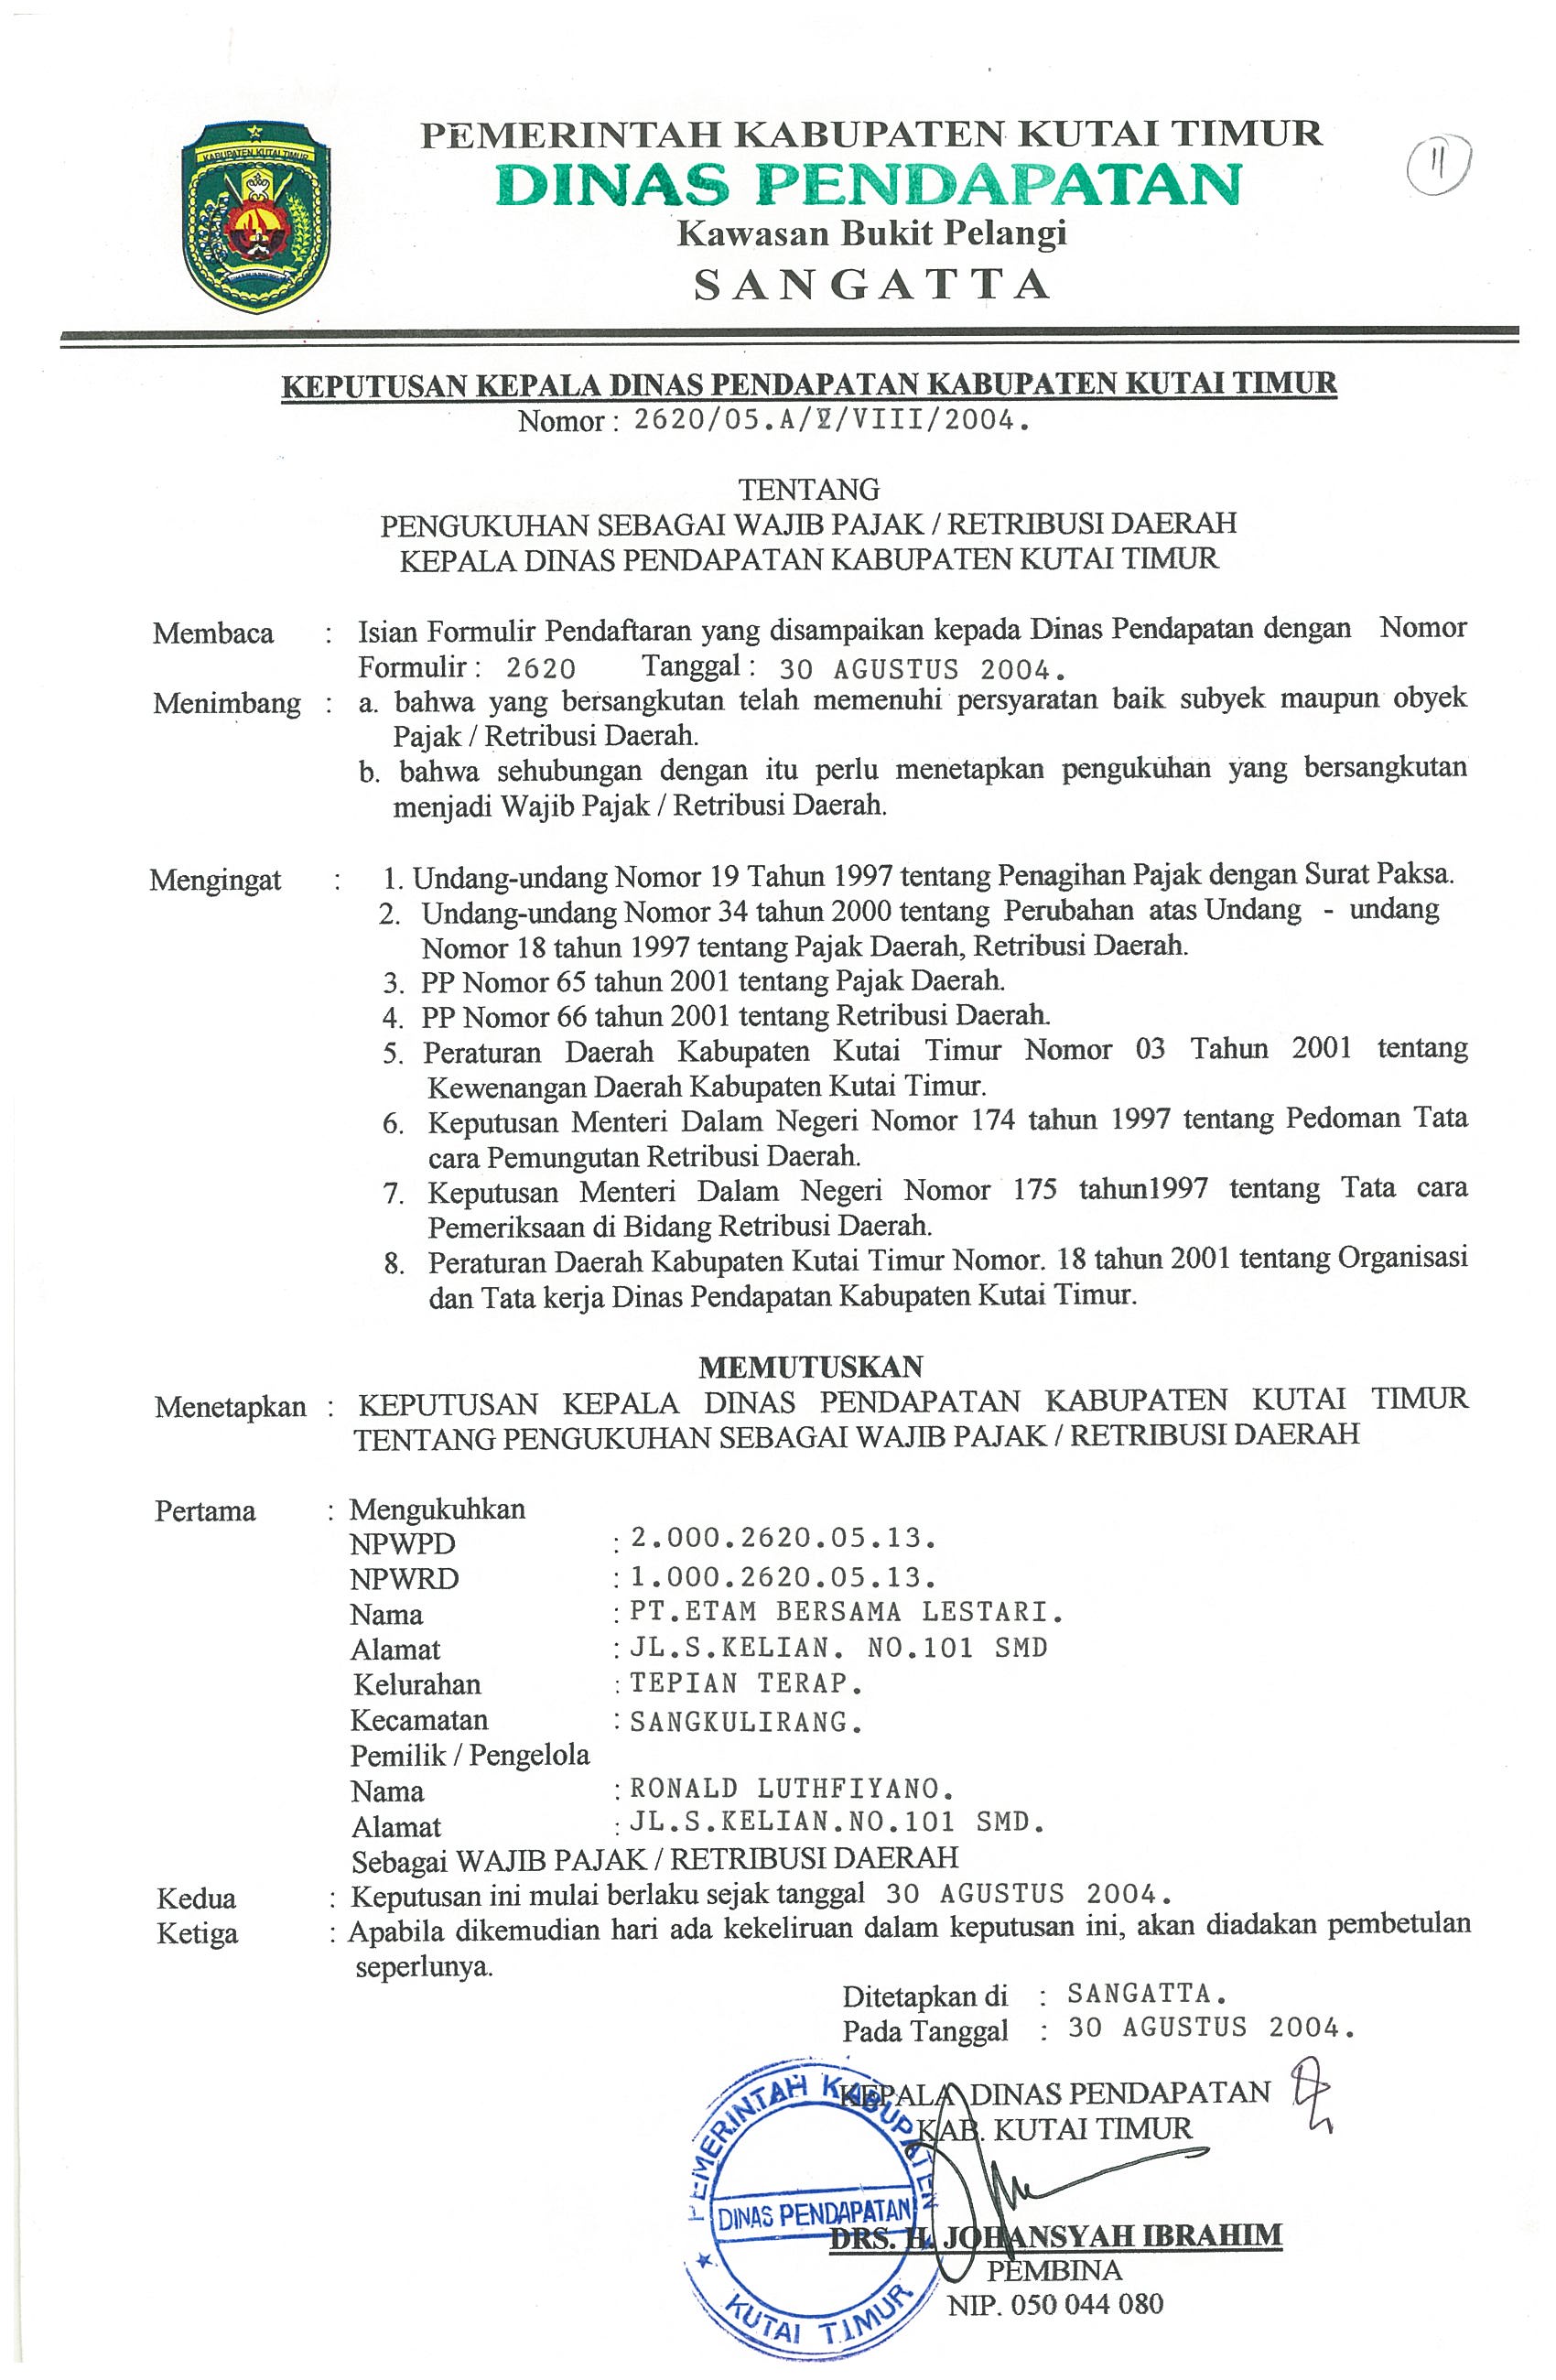 KABUPATEN KUTAI TIMUR
PEMERINTAH KABUPATEN KUTAI TIMUR
DINAS PENDAPATAN
Kawasan Bukit Pelangi
SANGATTA
11
KEPUTUSAN KEPALA DINAS PENDAPATAN KABUPATEN KUTAI TIMUR
Nomor : 2620/05.A/ /VIII/2004.
TENTANG
PENGUKUHAN SEBAGAI WAJIB PAJAK / RETRIBUSI DAERAH
KEPALA DINAS PENDAPATAN KABUPATEN KUTAI TIMUR
Membaca : Isian Formulir Pendaftaran yang disampaikan kepada Dinas Pendapatan dengan Nomor
Formulir : 2620 Tanggal : 30 AGUSTUS 2004.
Menimbang : a. bahwa yang bersangkutan telah memenuhi persyaratan baik subyek maupun obyek
Pajak / Retribusi Daerah.
b. bahwa sehubungan dengan itu perlu menetapkan pengukuhan yang bersangkutan
menjadi Wajib Pajak / Retribusi Daerah.
Mengingat : 1. Undang-undang Nomor 19 Tahun 1997 tentang Penagihan Pajak dengan Surat Paksa.
2. Undang-undang Nomor 34 tahun 2000 tentang Perubahan atas Undang - undang
Nomor 18 tahun 1997 tentang Pajak Daerah, Retribusi Daerah.
3. PP Nomor 65 tahun 2001 tentang Pajak Daerah.
4. PP Nomor 66 tahun 2001 tentang Retribusi Daerah.
5. Peraturan Daerah Kabupaten Kutai Timur Nomor 03 Tahun 2001 tentang
Kewenangan Daerah Kabupaten Kutai Timur.
6. Keputusan Menteri Dalam Negeri Nomor 174 tahun 1997 tentang Pedoman Tata
cara Pemungutan Retribusi Daerah.
7. Keputusan Menteri Dalam Negeri Nomor 175 tahun1997 tentang Tata cara
Pemeriksaan di Bidang Retribusi Daerah.
8. Peraturan Daerah Kabupaten Kutai Timur Nomor. 18 tahun 2001 tentang Organisasi
dan Tata kerja Dinas Pendapatan Kabupaten Kutai Timur.
MEMUTUSKAN
Menetapkan : KEPUTUSAN KEPALA DINAS PENDAPATAN KABUPATEN KUTAI TIMUR
TENTANG PENGUKUHAN SEBAGAI WAJIB PAJAK / RETRIBUSI DAERAH
Pertama : Mengukuhkan
NPWPD : 2.000.2620.05.13.
NPWRD : 1.000.2620.05.13.
Nama : PT.ETAM BERSAMA LESTARI.
Alamat : JL.S.KELIAN. NO.101 SMD
Kelurahan : TEPIAN TERAP.
Kecamatan : SANGKULIRANG.
Pemilik / Pengelola
Nama : RONALD LUTHFIYANO.
Alamat : JL.S.KELIAN.NO.101 SMD.
Sebagai WAJIB PAJAK / RETRIBUSI DAERAH
Kedua : Keputusan ini mulai berlaku sejak tanggal 30 AGUSTUS 2004.
Ketiga : Apabila dikemudian hari ada kekeliruan dalam keputusan ini, akan diadakan pembetulan
seperlunya.
Ditetapkan di : SANGATTA.
Pada Tanggal : 30 AGUSTUS 2004.
KEPALA DINAS PENDAPATAN
KAB. KUTAI TIMUR
PEMERINTAH KABUPATEN
DINAS PENDAPATAN
KUTAI TIMUR
DRS. H. JOHANSYAH IBRAHIM
PEMBINA
NIP. 050 044 080